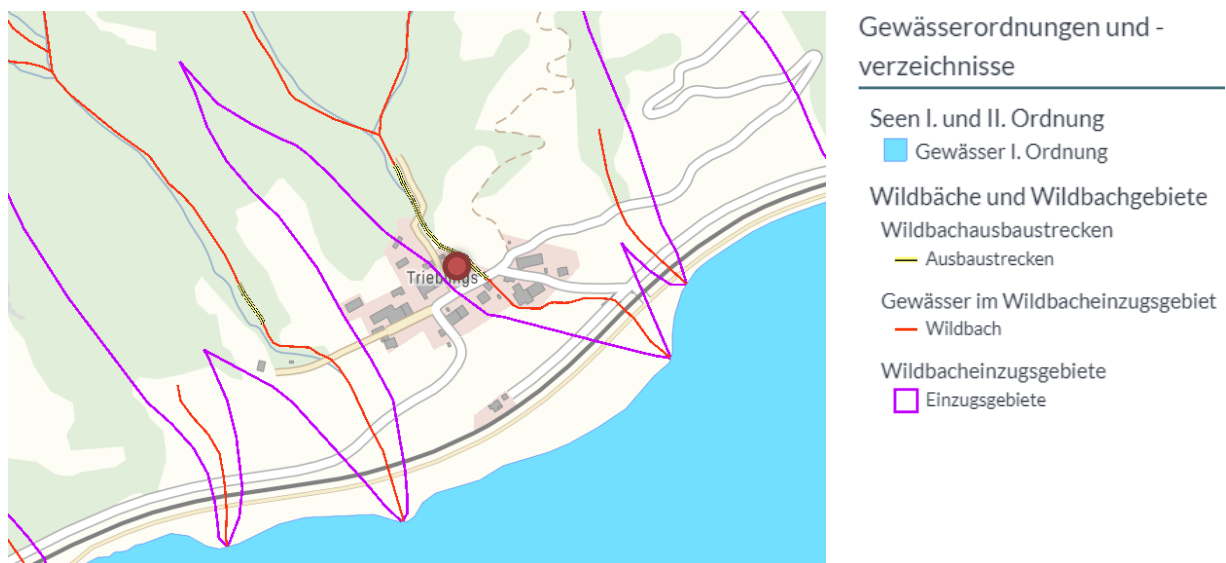 Trieblings
Gewässerordnungen und -
verzeichnisse
Seen I. und II. Ordnung
Gewässer I. Ordnung
Wildbäche und Wildbachgebiete
Wildbachausbaustrecken
Ausbaustrecken
Gewässer im Wildbacheinzugsgebiet
Wildbach
Wildbacheinzugsgebiete
Einzugsgebiete